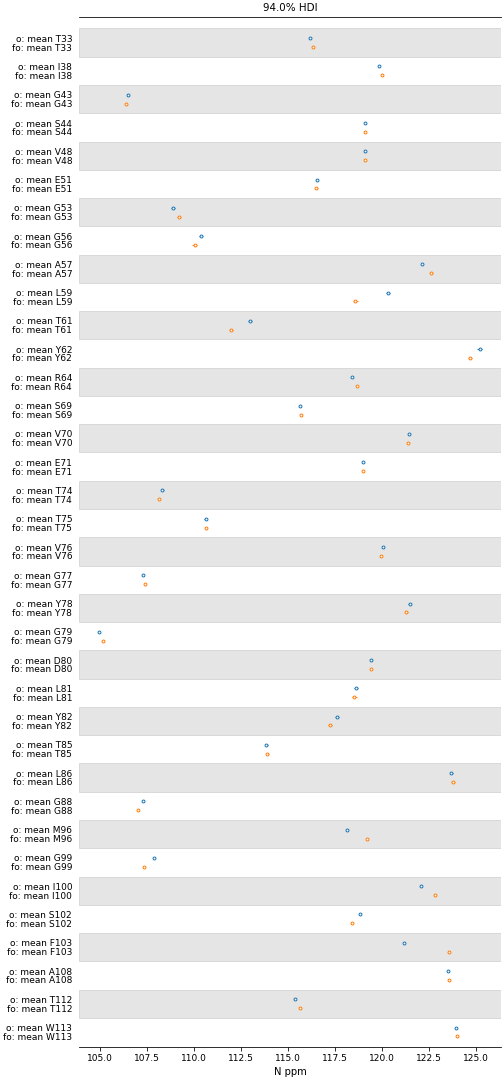 94.0% HDI
o: mean T33
fo: mean T33
o: mean I38
fo: mean I38
o: mean G43
fo: mean G43
o: mean S44
fo: mean S44
o: mean V48
fo: mean V48
o: mean E51
fo: mean E51
o: mean G53
fo: mean G53
o: mean G56
fo: mean G56
o: mean A57
fo: mean A57
o: mean L59
fo: mean L59
o: mean T61
fo: mean T61
o: mean Y62
fo: mean Y62
o: mean R64
fo: mean R64
o: mean S69
fo: mean S69
o: mean V70
fo: mean V70
o: mean E71
fo: mean E71
o: mean T74
fo: mean T74
o: mean T75
fo: mean T75
o: mean V76
fo: mean V76
o: mean G77
fo: mean G77
o: mean Y78
fo: mean Y78
o: mean G79
fo: mean G79
o: mean D80
fo: mean D80
o: mean L81
fo: mean L81
o: mean Y82
fo: mean Y82
o: mean T85
fo: mean T85
o: mean L86
fo: mean L86
o: mean G88
fo: mean G88
o: mean M96
fo: mean M96
o: mean G99
fo: mean G99
o: mean I100
fo: mean I100
o: mean S102
fo: mean S102
o: mean F103
fo: mean F103
o: mean A108
fo: mean A108
o: mean T112
fo: mean T112
o: mean W113
fo: mean W113
105.0 107.5 110.0 112.5 115.0 117.5 120.0 122.5 125.0
N ppm